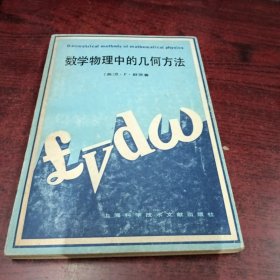 Geometrical methods of mathematical physics
数学物理中的几何方法
[英] B·F·舒茨著
£v̄dω
上海科学技术文献出版社